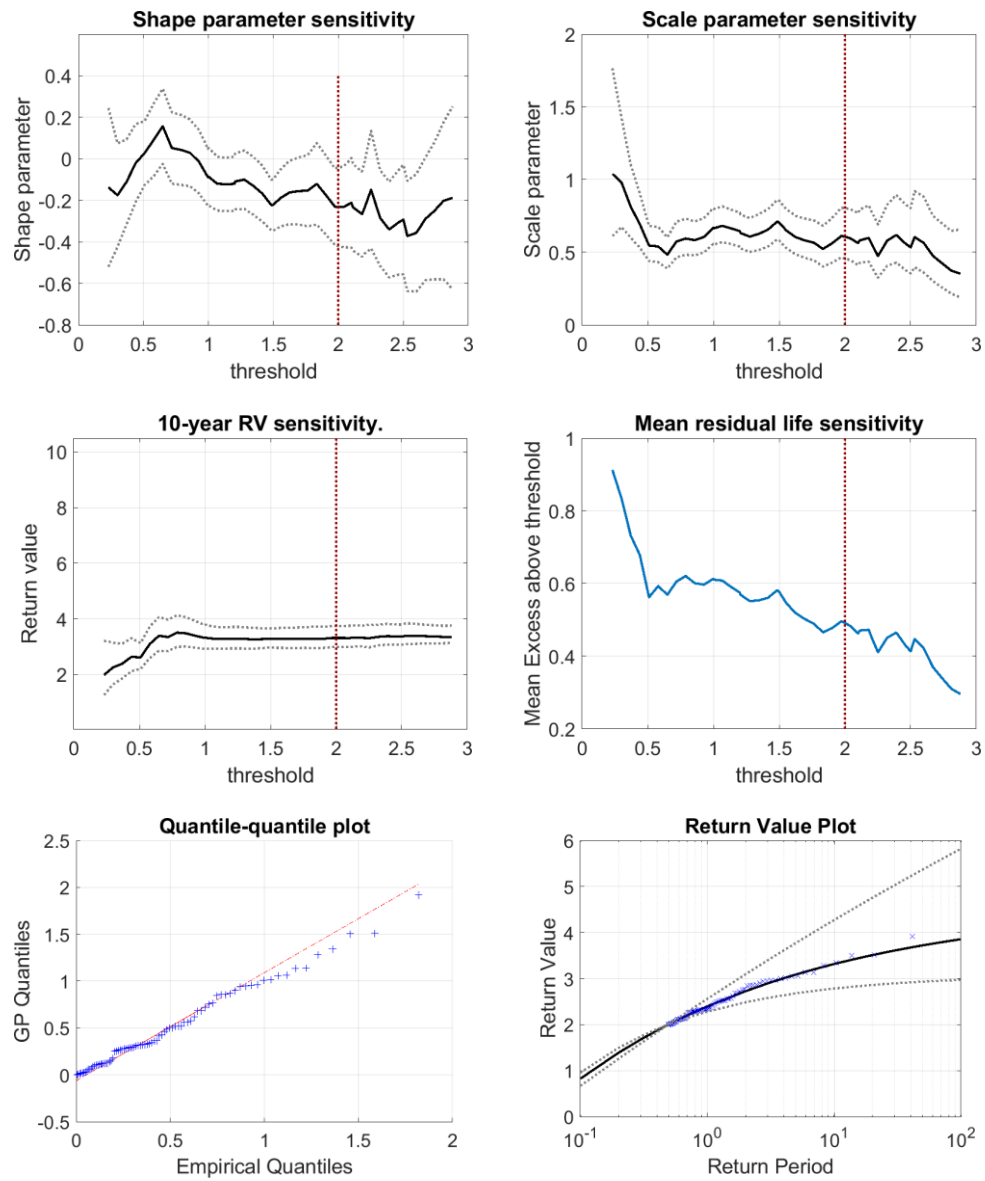 Shape parameter sensitivity
Shape parameter
0.4
0.2
0
-0.2
-0.4
-0.6
-0.8
0 0.5 1 1.5 2 2.5 3
threshold
Scale parameter sensitivity
Scale parameter
2
1.5
1
0.5
0
0 0.5 1 1.5 2 2.5 3
threshold
10-year RV sensitivity.
Return value
10
8
6
4
2
0 0.5 1 1.5 2 2.5 3
threshold
Mean residual life sensitivity
Mean Excess above threshold
1
0.8
0.6
0.4
0.2
0 0.5 1 1.5 2 2.5 3
threshold
Quantile-quantile plot
GP Quantiles
2.5
2
1.5
1
0.5
0
-0.5
0 0.5 1 1.5 2
Empirical Quantiles
Return Value Plot
Return Value
6
5
4
3
2
1
0
10⁻¹ 10⁰ 10¹ 10²
Return Period